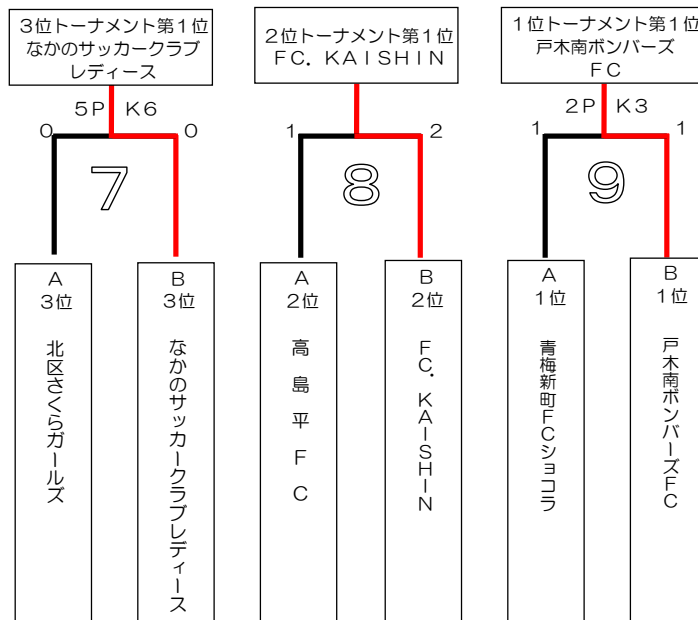 3位トーナメント第1位
なかのサッカークラブ
レディース
5P K6
0
0
7
A
3位
北区さくらガールズ
B
3位
なかのサッカークラブレディース
2位トーナメント第1位
FC．KAISHIN
1
2
8
A
2位
高島平FC
B
2位
FC．KAISHIN
1位トーナメント第1位
戸木南ボンバーズ
FC
2P K3
1
1
9
A
1位
青梅新町FCショコラ
B
1位
戸木南ボンバーズFC